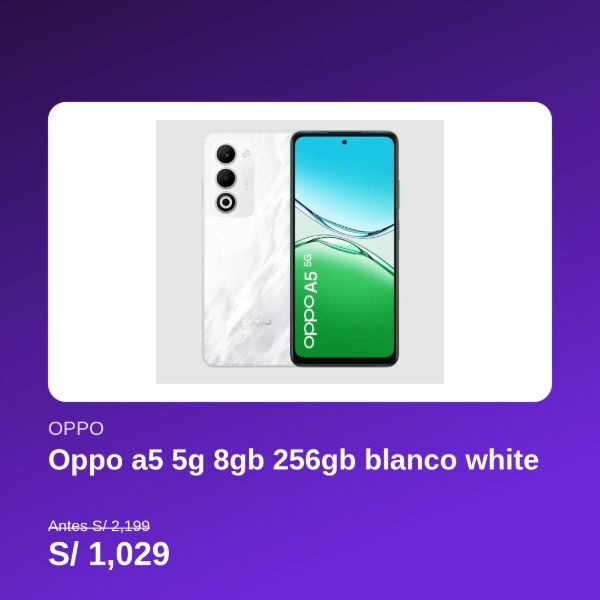 oppo A5 5G
oppo
OPPO
Oppo a5 5g 8gb 256gb blanco white
Antes S/ 2,199
S/ 1,029